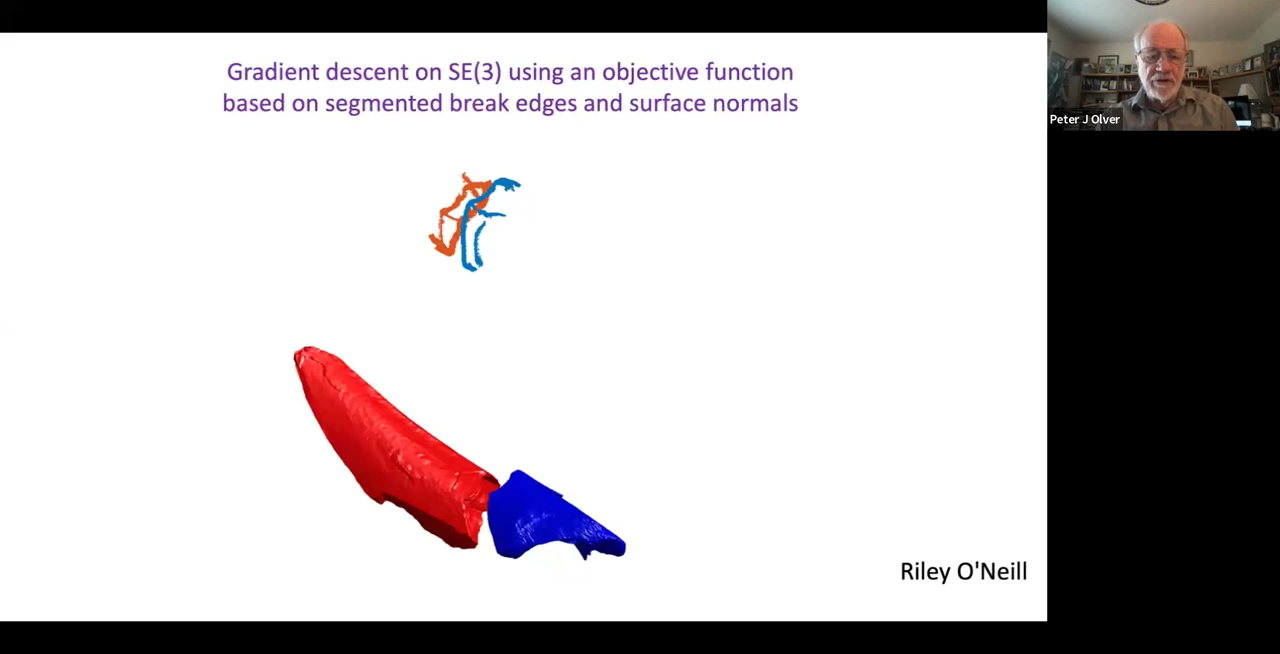 Gradient descent on SE(3) using an objective function
based on segmented break edges and surface normals
Peter J Olver
Riley O'Neill